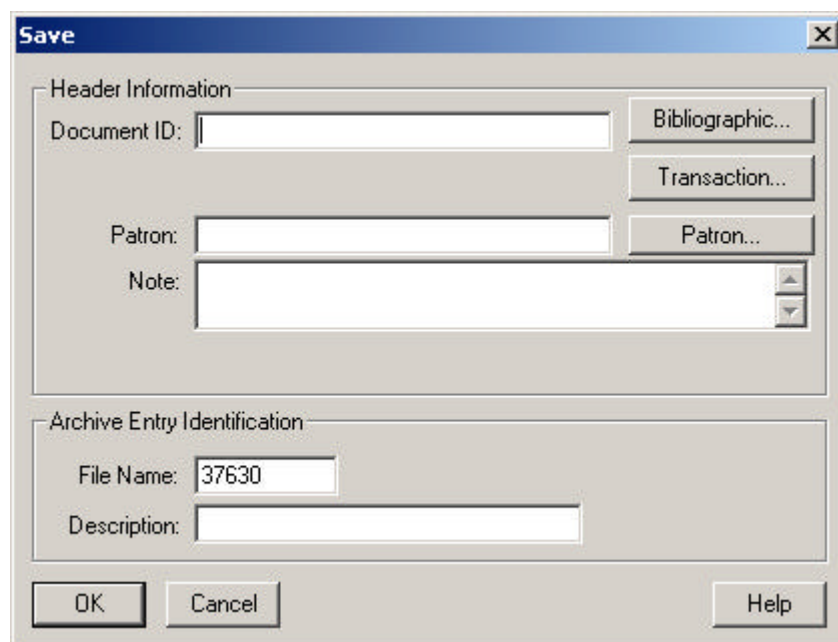 Save
Header Information
Document ID:
Bibliographic...
Transaction...
Patron:
Patron...
Note:
Archive Entry Identification
File Name: 37630
Description:
OK Cancel Help